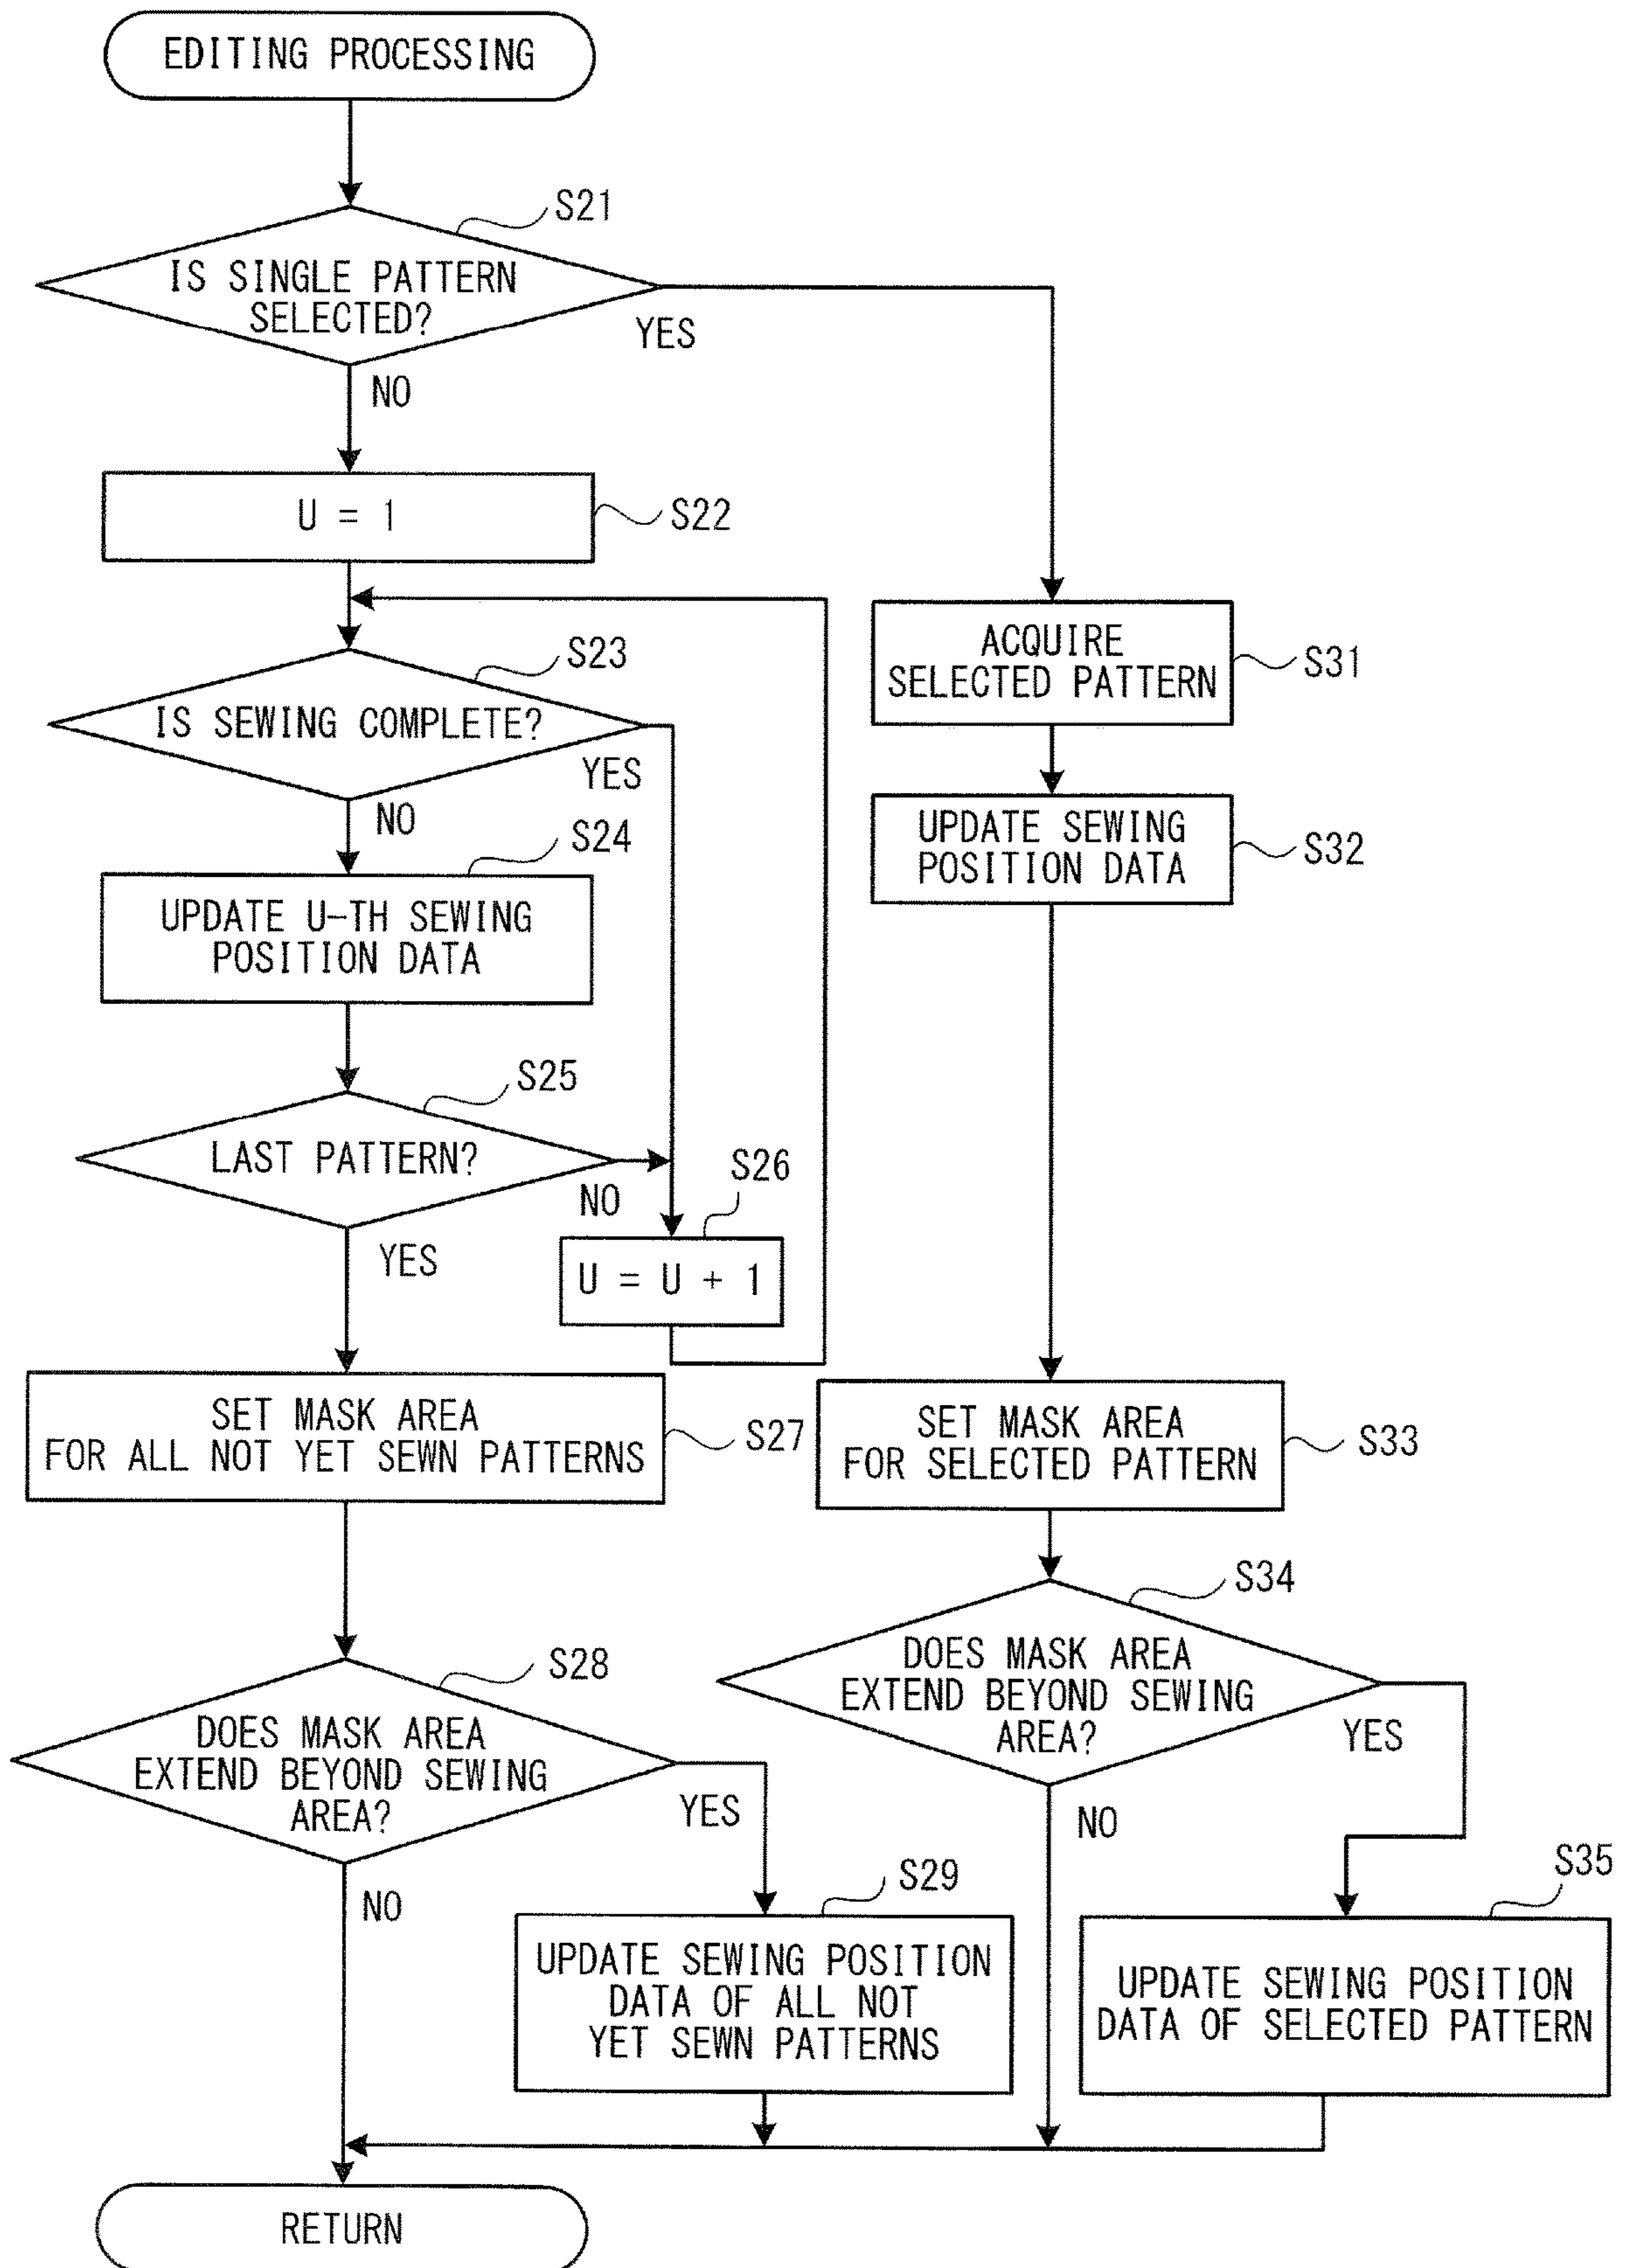 EDITING PROCESSING
S21
IS SINGLE PATTERN
SELECTED?
YES
NO
U = 1
S22
S23
IS SEWING COMPLETE?
YES
NO
S24
UPDATE U-TH SEWING
POSITION DATA
S25
LAST PATTERN?
NO
YES
S26
U = U + 1
SET MASK AREA
FOR ALL NOT YET SEWN PATTERNS
S27
S28
DOES MASK AREA
EXTEND BEYOND SEWING
AREA?
YES
NO
S29
UPDATE SEWING POSITION
DATA OF ALL NOT
YET SEWN PATTERNS
ACQUIRE
SELECTED PATTERN
S31
UPDATE SEWING
POSITION DATA
S32
SET MASK AREA
FOR SELECTED PATTERN
S33
S34
DOES MASK AREA
EXTEND BEYOND SEWING
AREA?
YES
NO
S35
UPDATE SEWING POSITION
DATA OF SELECTED PATTERN
RETURN